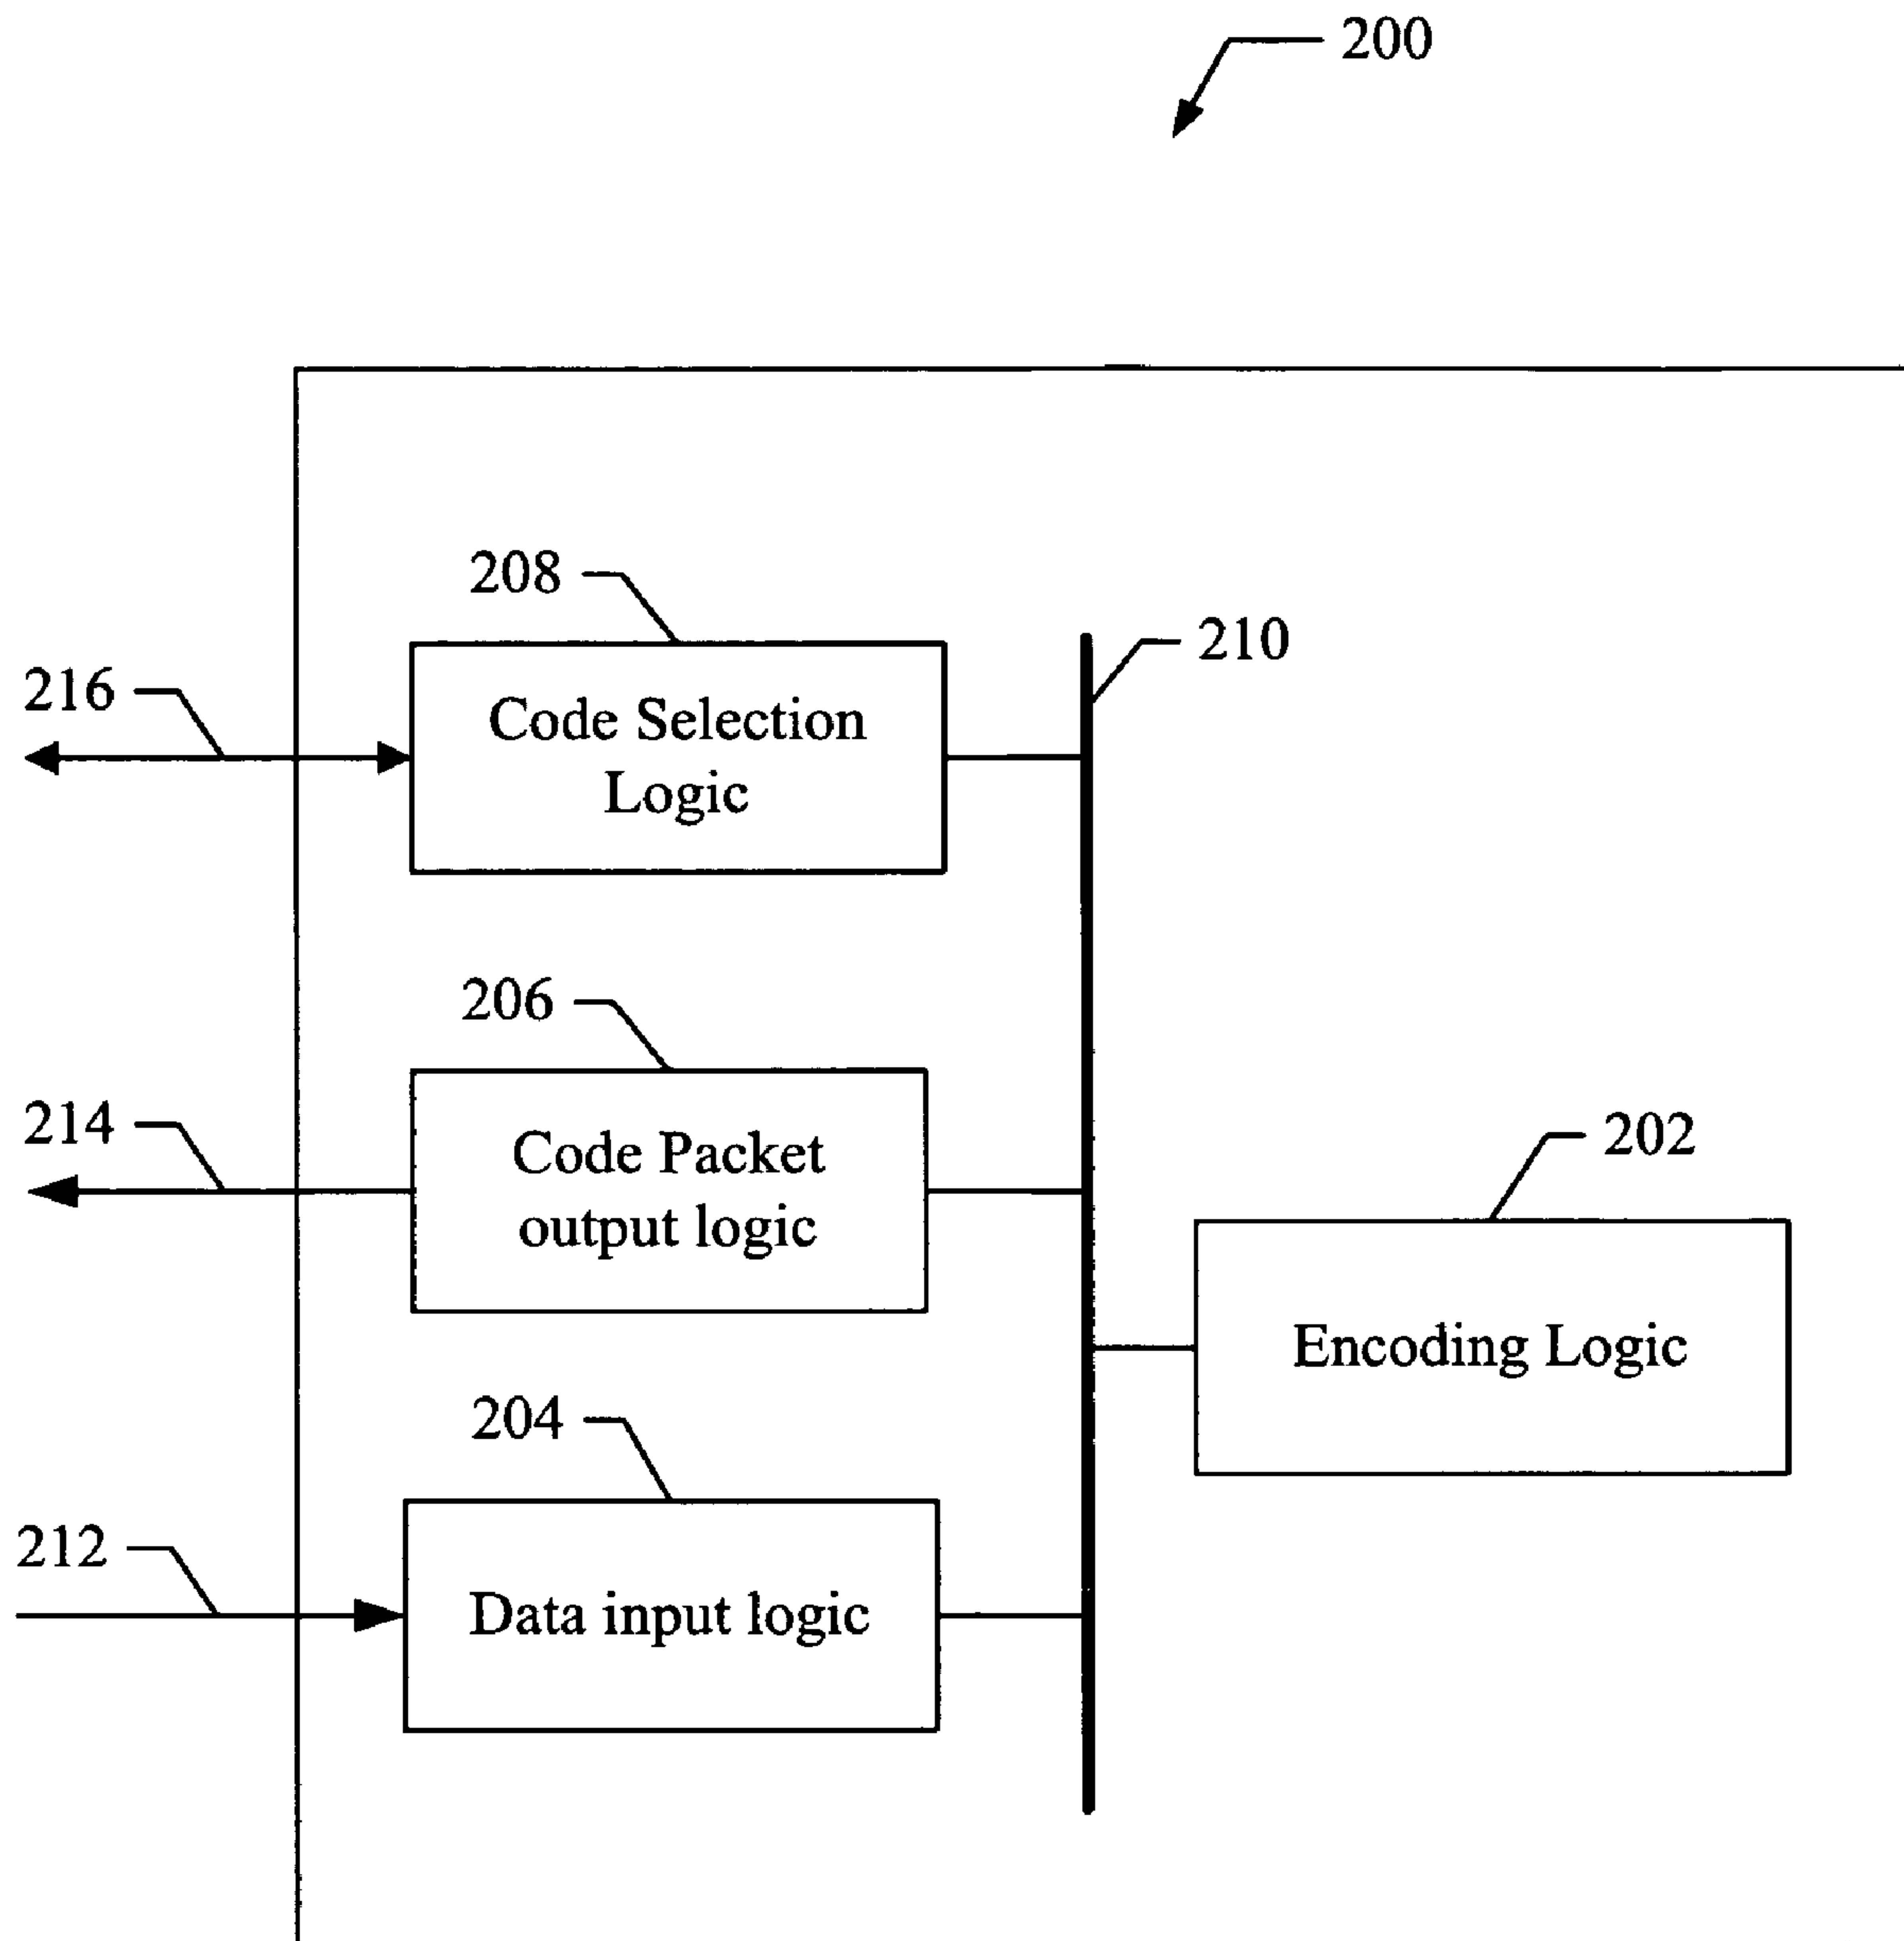 200
208
210
216
Code Selection
Logic
206
214
Code Packet
output logic
202
Encoding Logic
204
212
Data input logic